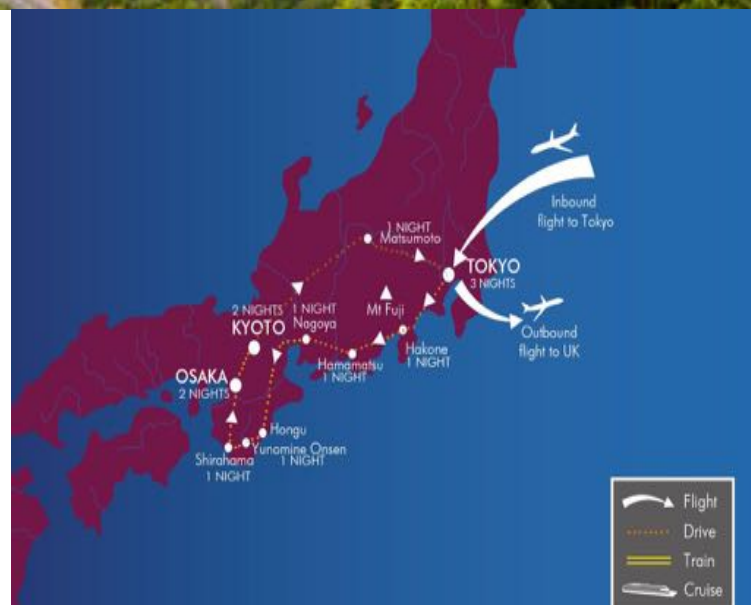 Inbound
flight to Tokyo
1 NIGHT
Matsumoto
TOKYO
3 NIGHTS
Mt Fuji
2 NIGHTS
KYOTO
1 NIGHT
Nagoya
Outbound
flight to UK
Hakone
1 NIGHT
Hamamatsu
1 NIGHT
OSAKA
2 NIGHTS
Hongu
Yunomine Onsen
1 NIGHT
Shirahama
1 NIGHT
Flight
Drive
Train
Cruise